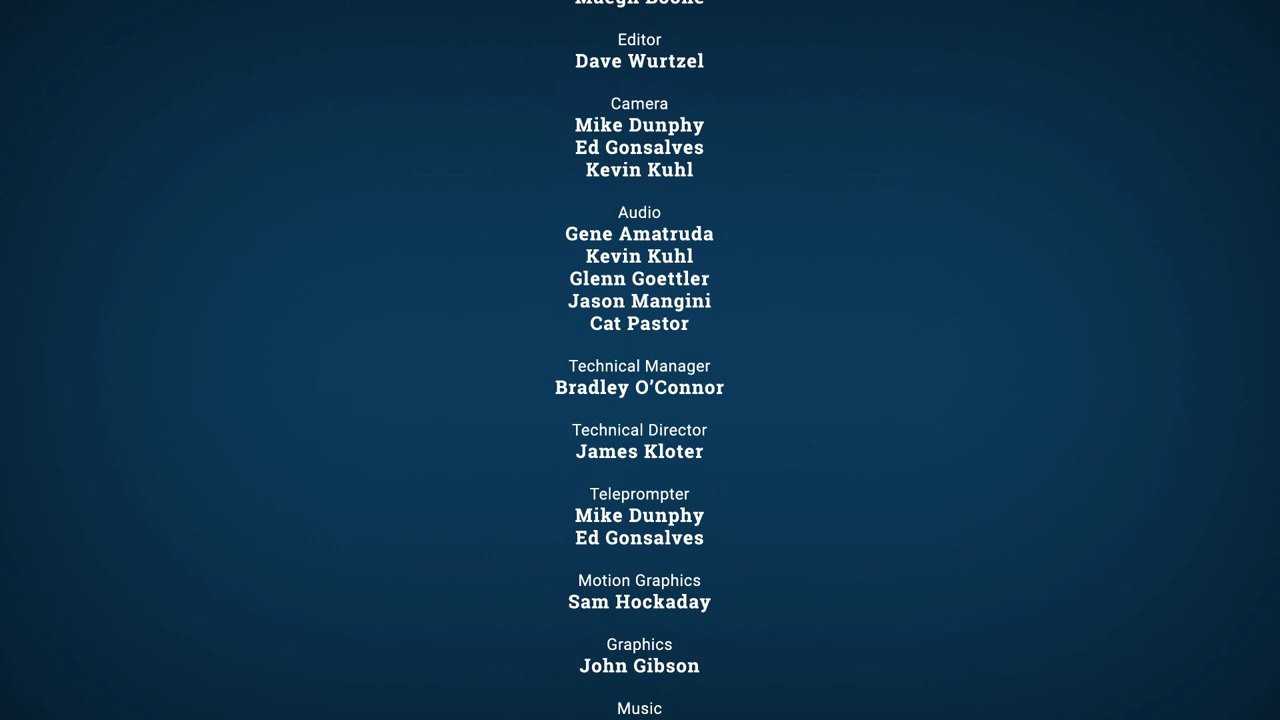 Editor
Dave Wurtzel
Camera
Mike Dunphy
Ed Gonsalves
Kevin Kuhl
Audio
Gene Amatruda
Kevin Kuhl
Glenn Goettler
Jason Mangini
Cat Pastor
Technical Manager
Bradley O’Connor
Technical Director
James Kloter
Teleprompter
Mike Dunphy
Ed Gonsalves
Motion Graphics
Sam Hockaday
Graphics
John Gibson
Music